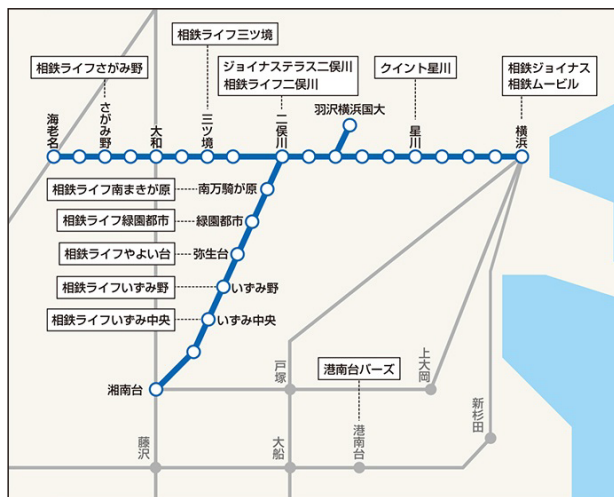 相鉄ライフ三ツ境
相鉄ライフさがみ野
ジョイナステラス二俣川
相鉄ライフ二俣川
クイント星川
相鉄ジョイナス
相鉄ムービル
海老名
さがみ野
大和
三ツ境
二俣川
羽沢横浜国大
星川
横浜
相鉄ライフ南まきが原
南万騎が原
相鉄ライフ緑園都市
緑園都市
相鉄ライフやよい台
弥生台
相鉄ライフいずみ野
いずみ野
相鉄ライフいずみ中央
いずみ中央
湘南台
戸塚
港南台バーズ
上大岡
新杉田
藤沢
大船
港南台